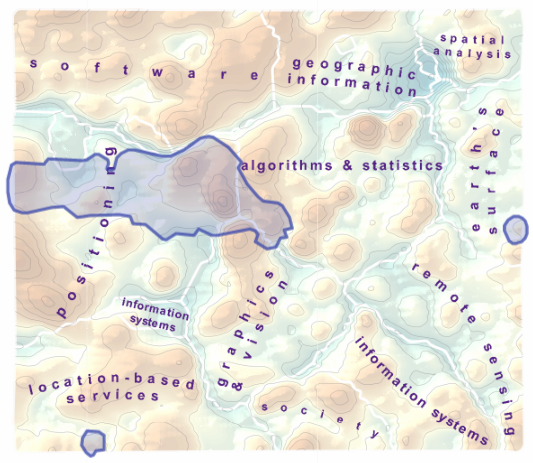 software
geographic
information
spatial
analysis
earth's
surface
algorithms & statistics
positioning
information
systems
graphics
& vision
remote sensing
information systems
location-based
services
society